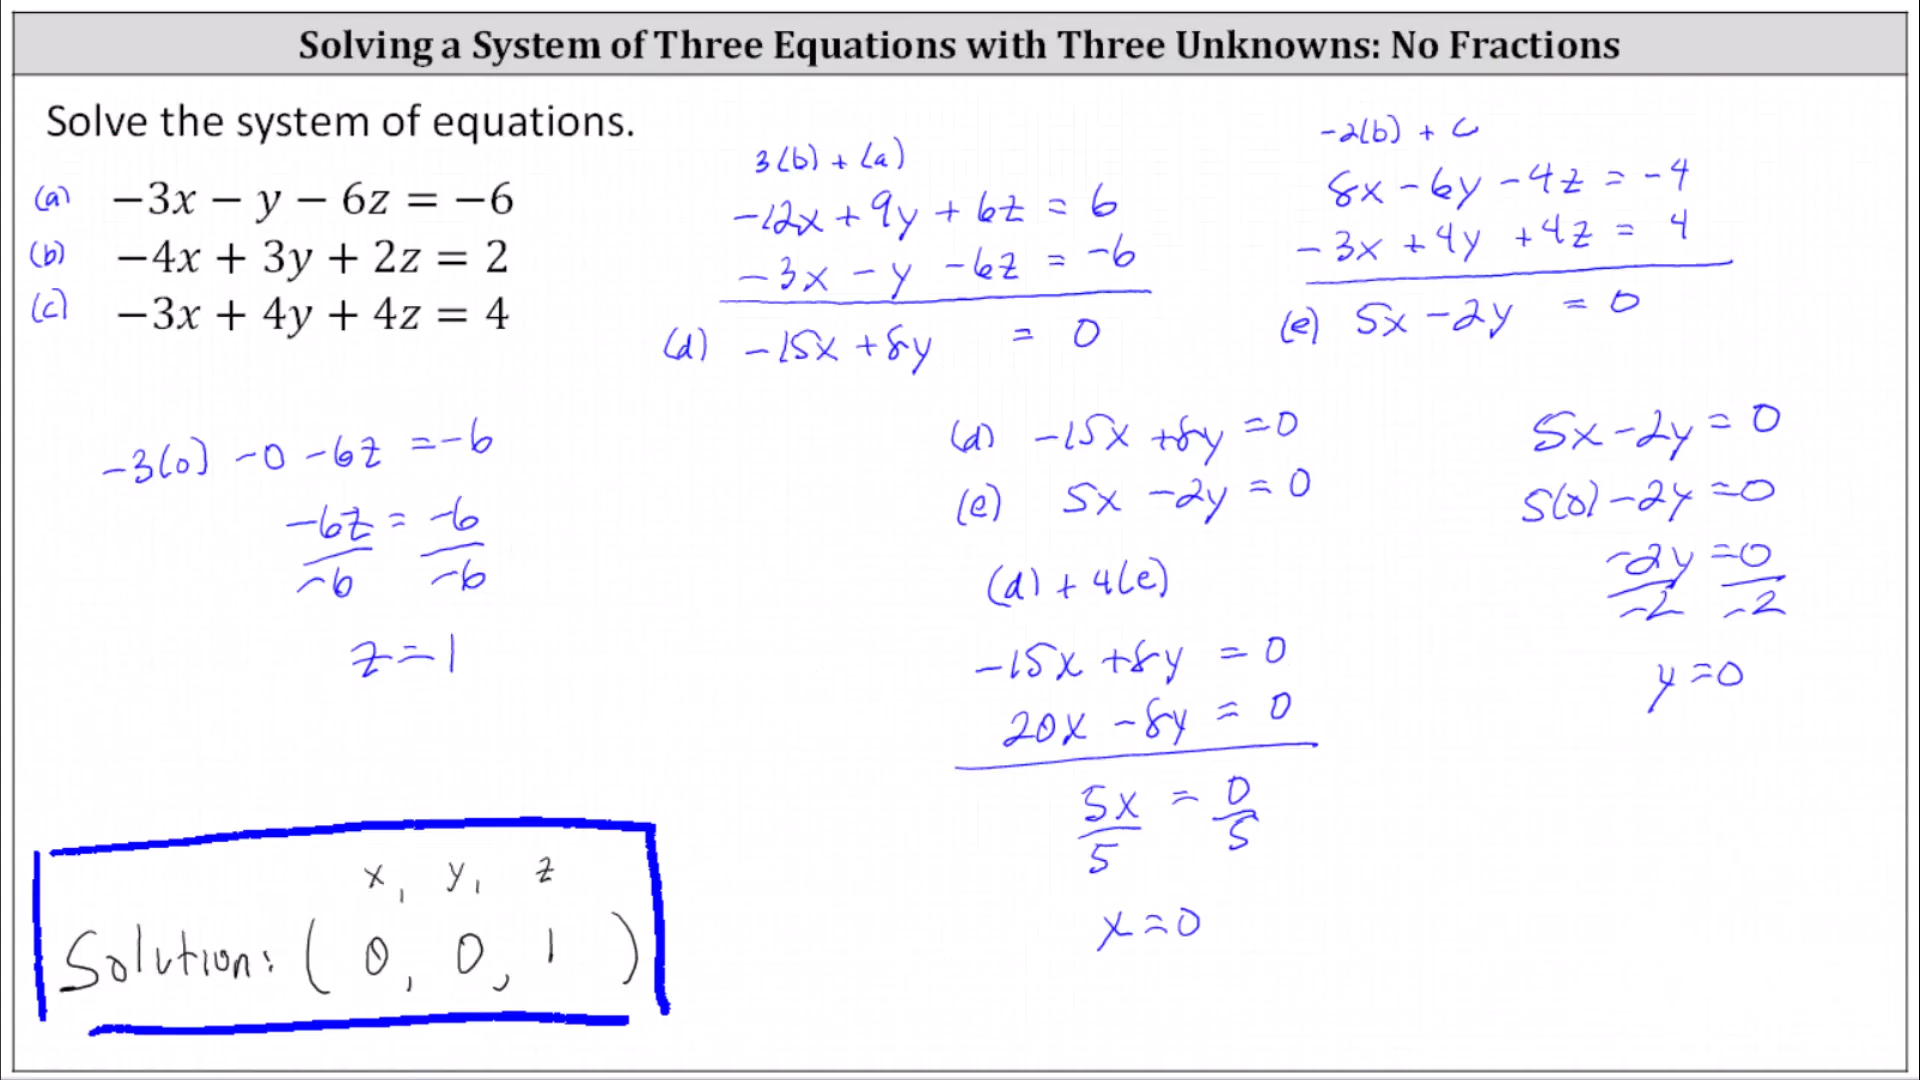 Solving a System of Three Equations with Three Unknowns: No Fractions
Solve the system of equations.
(a) −3x − y − 6z = −6
(b) −4x + 3y + 2z = 2
(c) −3x + 4y + 4z = 4
3(b) + (a)
-12x + 9y + 6z = 6
-3x - y - 6z = -6
(d) -15x + 8y = 0
-2(b) + C
8x - 6y - 4z = -4
-3x + 4y + 4z = 4
(e) 5x - 2y = 0
-3(0) - 0 - 6z = -6
-6z = -6
-6 -6
z = 1
(d) -15x + 8y = 0
(e) 5x - 2y = 0
(d) + 4(e)
-15x + 8y = 0
20x - 8y = 0
5x = 0
5 5
x = 0
5x - 2y = 0
5(0) - 2y = 0
-2y = 0
-2 -2
y = 0
x, y, z
Solution: ( 0, 0, 1 )